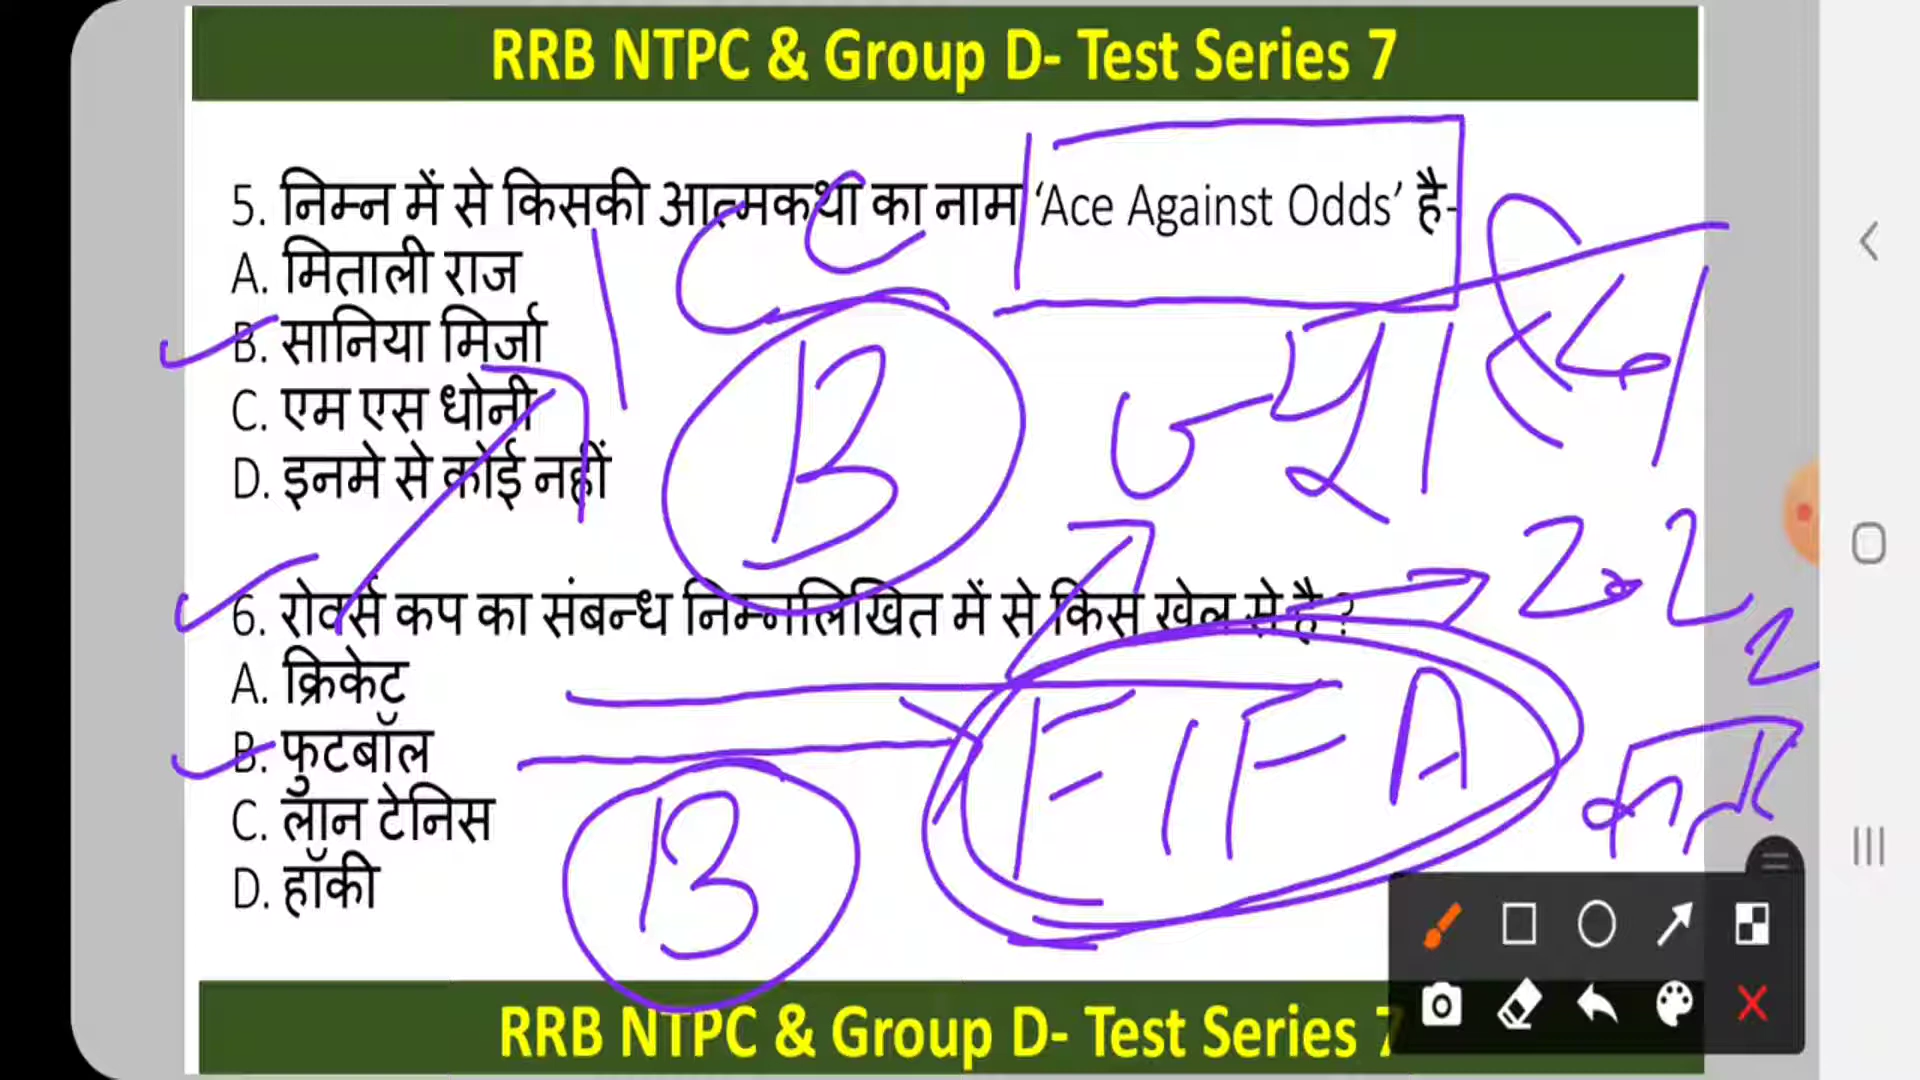 RRB NTPC & Group D- Test Series 7
5. निम्न में से किसकी आत्मकथा का नाम 'Ace Against Odds' है-
A. मिताली राज
B. सानिया मिर्जा
C. एम एस धोनी
D. इनमे से कोई नहीं
B
6. रोवर्स कप का संबन्ध निम्नलिखित में से किस खेल से है ?
A. क्रिकेट
B. फुटबॉल
C. लॉन टेनिस
D. हॉकी
B
FIFA
2022
RRB NTPC & Group D- Test Series 7